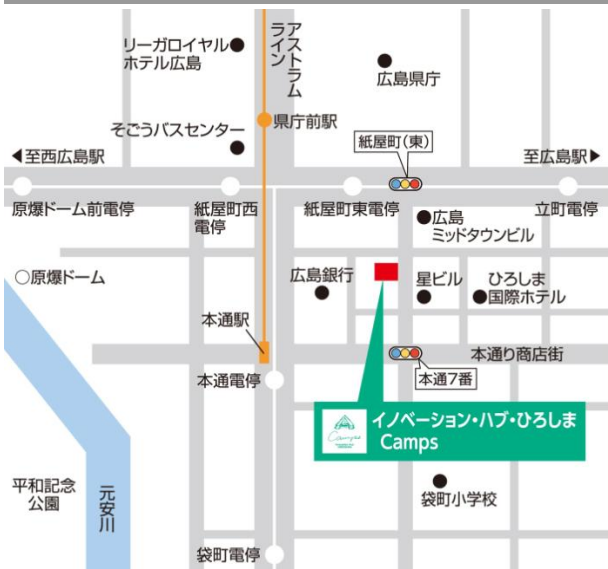 リーガロイヤル
ホテル広島
アストラム
ライン
広島県庁
県庁前駅
そごうバスセンター
紙屋町(東)
◀至西広島駅
至広島駅▶
原爆ドーム前電停
紙屋町西
電停
紙屋町東電停
立町電停
広島
ミッドタウンビル
○原爆ドーム
広島銀行
星ビル
ひろしま
国際ホテル
本通駅
本通り商店街
本通電停
本通7番
イノベーション・ハブ・ひろしま
Camps
Camps
平和記念
公園
元安川
袋町小学校
袋町電停